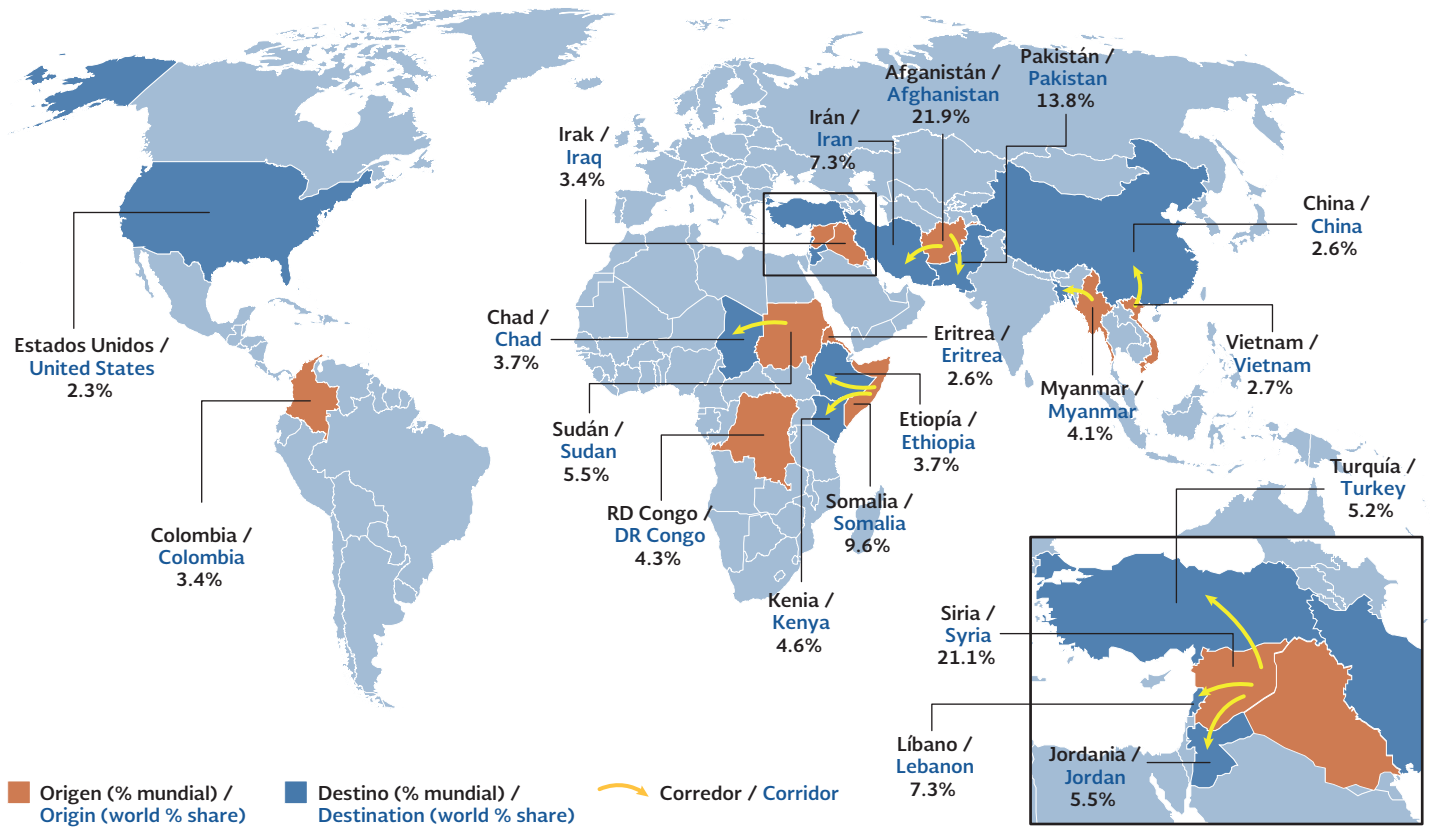 Pakistán /
Pakistan
13.8%
Afganistán /
Afghanistan
21.9%
Irán /
Iran
7.3%
Irak /
Iraq
3.4%
China /
China
2.6%
Estados Unidos /
United States
2.3%
Chad /
Chad
3.7%
Eritrea /
Eritrea
2.6%
Vietnam /
Vietnam
2.7%
Myanmar /
Myanmar
4.1%
Etiopía /
Ethiopia
3.7%
Sudán /
Sudan
5.5%
Turquía /
Turkey
5.2%
Somalia /
Somalia
9.6%
RD Congo /
DR Congo
4.3%
Colombia /
Colombia
3.4%
Kenia /
Kenya
4.6%
Siria /
Syria
21.1%
Líbano /
Lebanon
7.3%
Jordania /
Jordan
5.5%
Origen (% mundial) /
Origin (world % share)
Destino (% mundial) /
Destination (world % share)
Corredor / Corridor